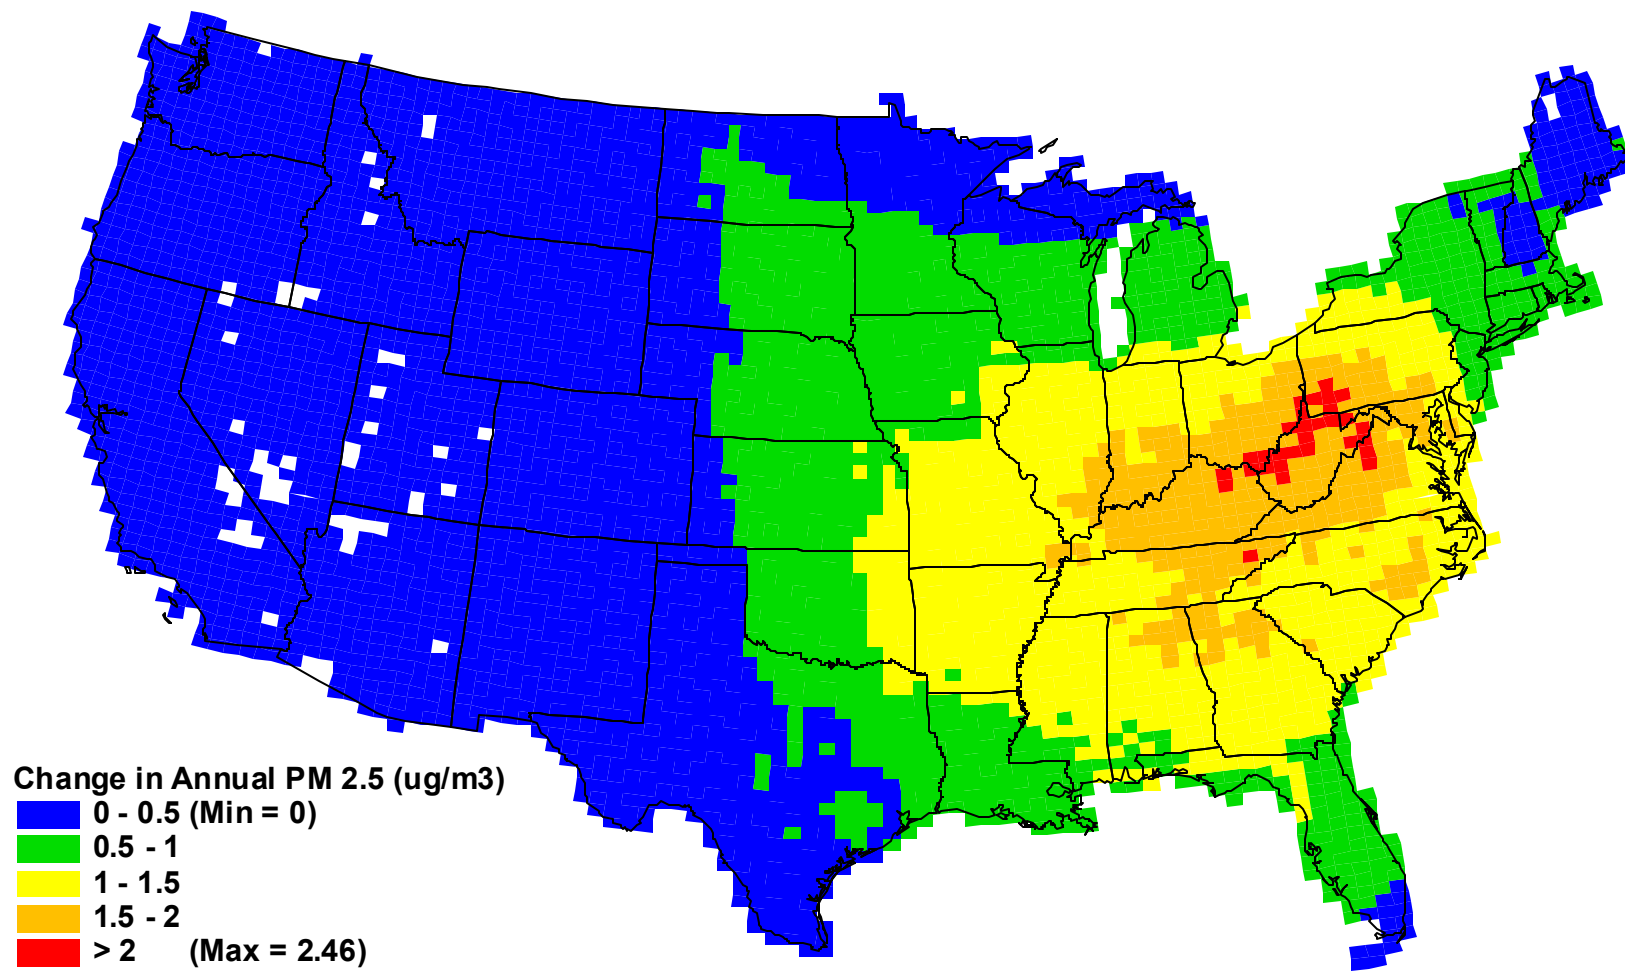 Change in Annual PM 2.5 (ug/m3)
0 - 0.5 (Min = 0)
0.5 - 1
1 - 1.5
1.5 - 2
> 2 (Max = 2.46)